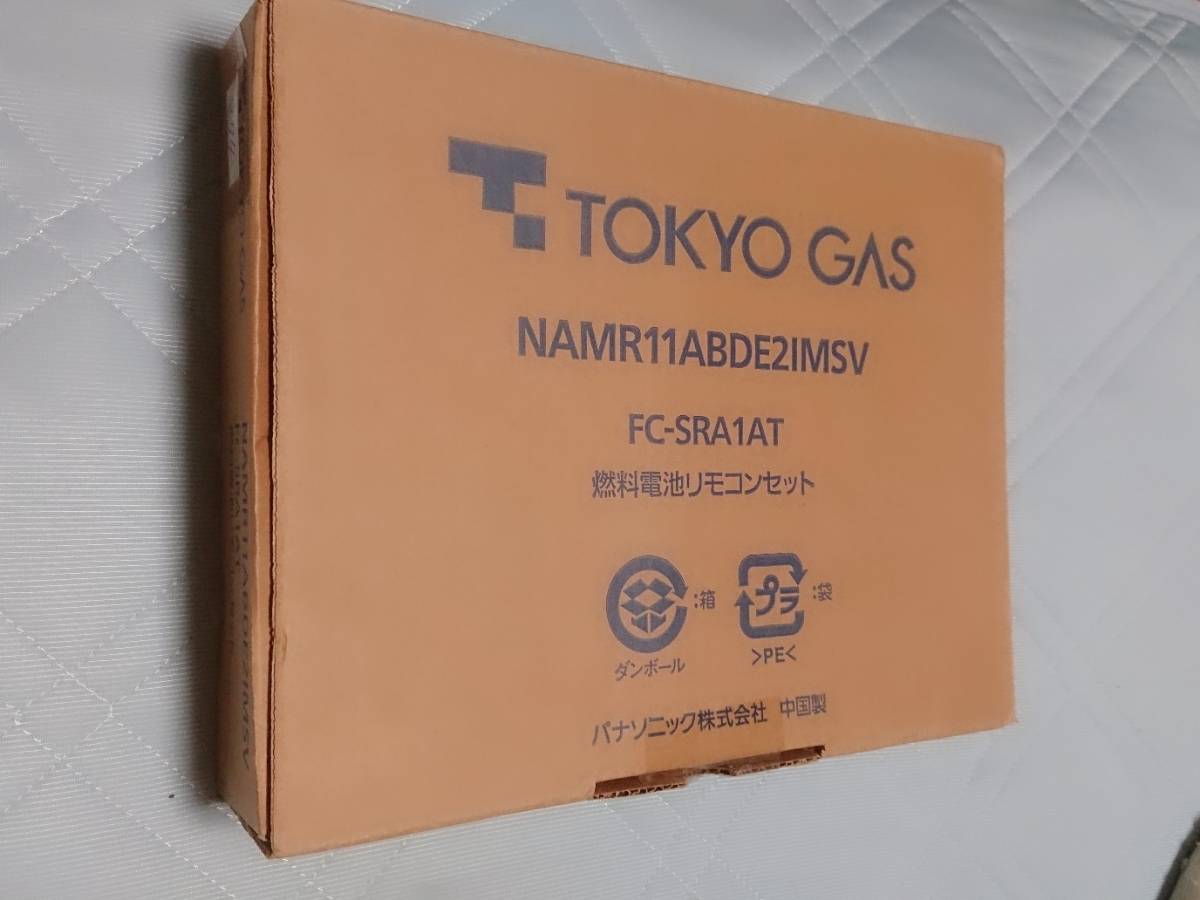 TOKYO GAS
NAMR11ABDE2IMSV
FC-SRA1AT
燃料電池リモコンセット
:箱
プラ
:袋
ダンボール
>PE<
パナソニック株式会社 中国製
GAS
NAMR11ABDE2IMSV